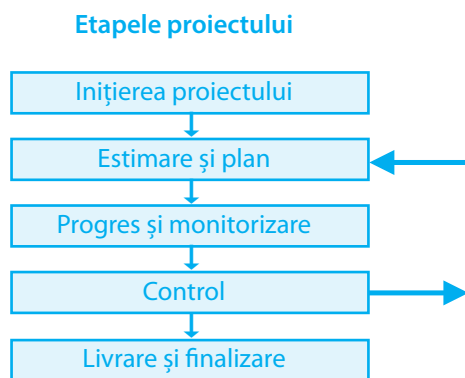 Etapele proiectului
Inițierea proiectului
Estimare și plan
Progres și monitorizare
Control
Livrare și finalizare